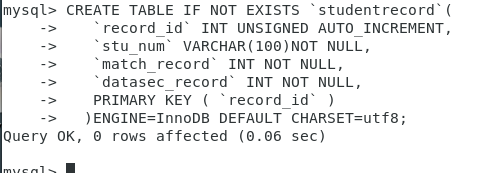 mysql> CREATE TABLE IF NOT EXISTS `studentrecord`(
    ->    `record_id` INT UNSIGNED AUTO_INCREMENT,
    ->    `stu_num` VARCHAR(100)NOT NULL,
    ->    `match_record` INT NOT NULL,
    ->    `datasec_record` INT NOT NULL,
    ->    PRIMARY KEY ( `record_id` )
    ->   )ENGINE=InnoDB DEFAULT CHARSET=utf8;
Query OK, 0 rows affected (0.06 sec)
mysql>